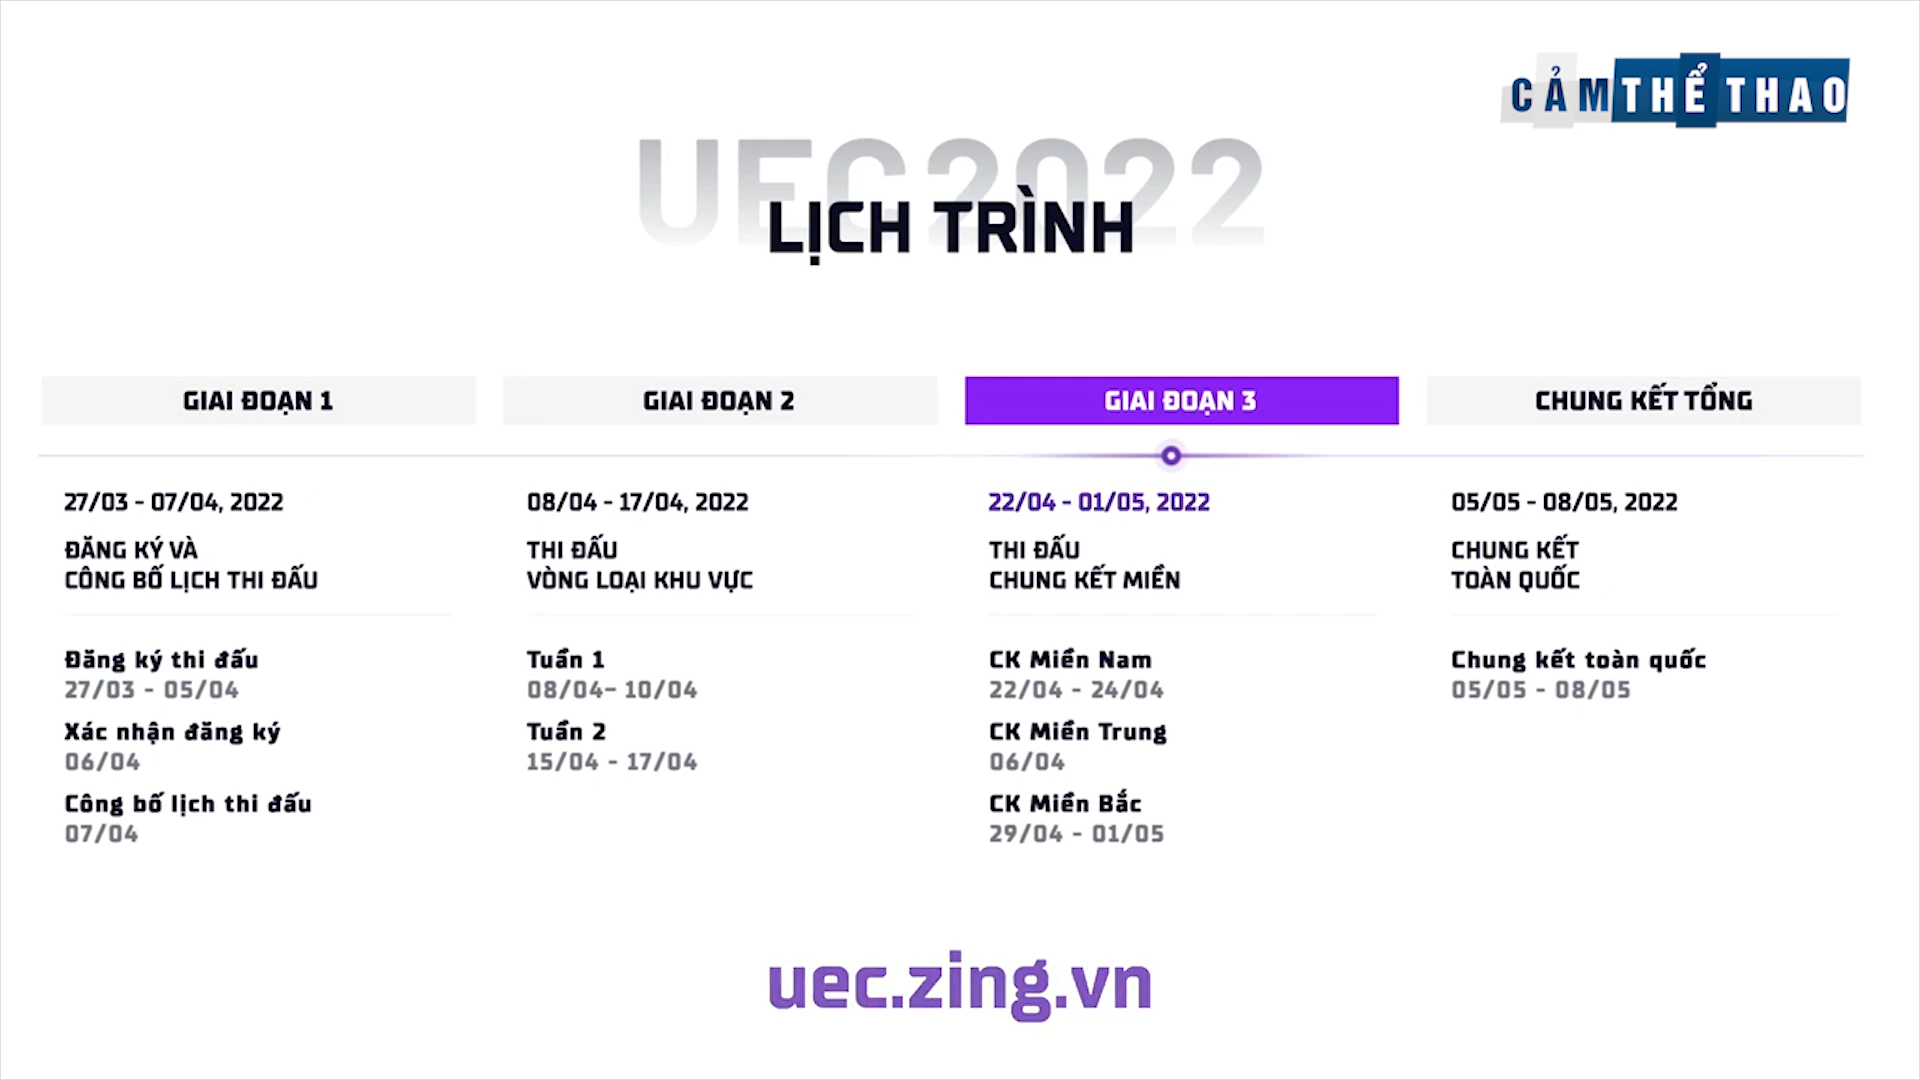 CẢM THỂ THAO
UEC 2022
LỊCH TRÌNH
GIAI ĐOẠN 1
27/03 - 07/04, 2022
ĐĂNG KÝ VÀ
CÔNG BỐ LỊCH THI ĐẤU
Đăng ký thi đấu
27/03 - 05/04
Xác nhận đăng ký
06/04
Công bố lịch thi đấu
07/04
GIAI ĐOẠN 2
08/04 - 17/04, 2022
THI ĐẤU
VÒNG LOẠI KHU VỰC
Tuần 1
08/04– 10/04
Tuần 2
15/04 - 17/04
GIAI ĐOẠN 3
22/04 - 01/05, 2022
THI ĐẤU
CHUNG KẾT MIỀN
CK Miền Nam
22/04 - 24/04
CK Miền Trung
06/04
CK Miền Bắc
29/04 - 01/05
CHUNG KẾT TỔNG
05/05 - 08/05, 2022
CHUNG KẾT
TOÀN QUỐC
Chung kết toàn quốc
05/05 - 08/05
uec.zing.vn